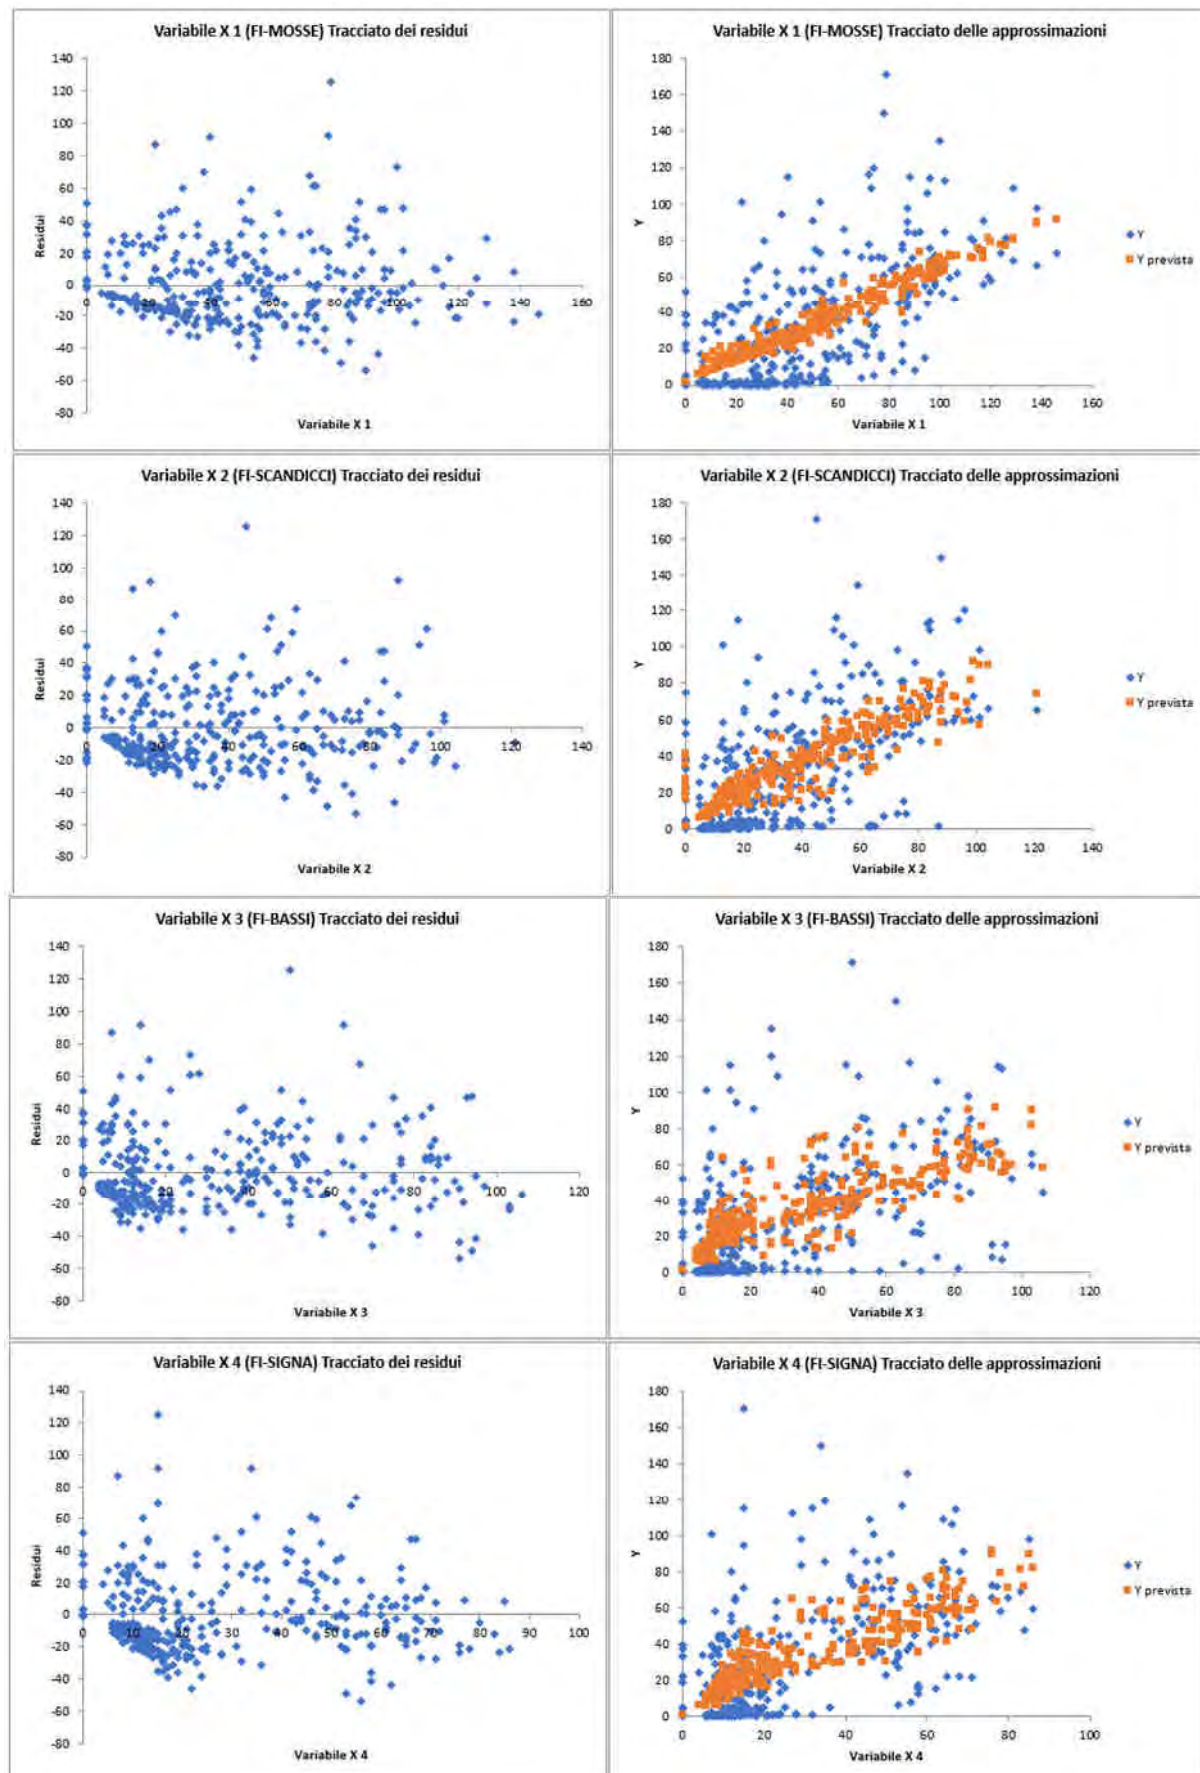 Variabile X 1 (FI-MOSSE) Tracciato dei residui
140
120
100
80
60
40
20
0
-20
-40
-60
-80
Residui
0 20 40 60 80 100 120 140 160
Variabile X 1
Variabile X 1 (FI-MOSSE) Tracciato delle approssimazioni
180
160
140
120
100
80
60
40
20
0
Y
0 20 40 60 80 100 120 140 160
Variabile X 1
Y
Y prevista
Variabile X 2 (FI-SCANDICCI) Tracciato dei residui
140
120
100
80
60
40
20
0
-20
-40
-60
-80
Residui
0 20 40 60 80 100 120 140
Variabile X 2
Variabile X 2 (FI-SCANDICCI) Tracciato delle approssimazioni
180
160
140
120
100
80
60
40
20
0
Y
0 20 40 60 80 100 120 140
Variabile X 2
Y
Y prevista
Variabile X 3 (FI-BASSI) Tracciato dei residui
140
120
100
80
60
40
20
0
-20
-40
-60
-80
Residui
0 20 40 60 80 100 120
Variabile X 3
Variabile X 3 (FI-BASSI) Tracciato delle approssimazioni
180
160
140
120
100
80
60
40
20
0
Y
0 20 40 60 80 100 120
Variabile X 3
Y
Y prevista
Variabile X 4 (FI-SIGNA) Tracciato dei residui
140
120
100
80
60
40
20
0
-20
-40
-60
-80
Residui
0 10 20 30 40 50 60 70 80 90 100
Variabile X 4
Variabile X 4 (FI-SIGNA) Tracciato delle approssimazioni
180
160
140
120
100
80
60
40
20
0
Y
0 20 40 60 80 100
Variabile X 4
Y
Y prevista